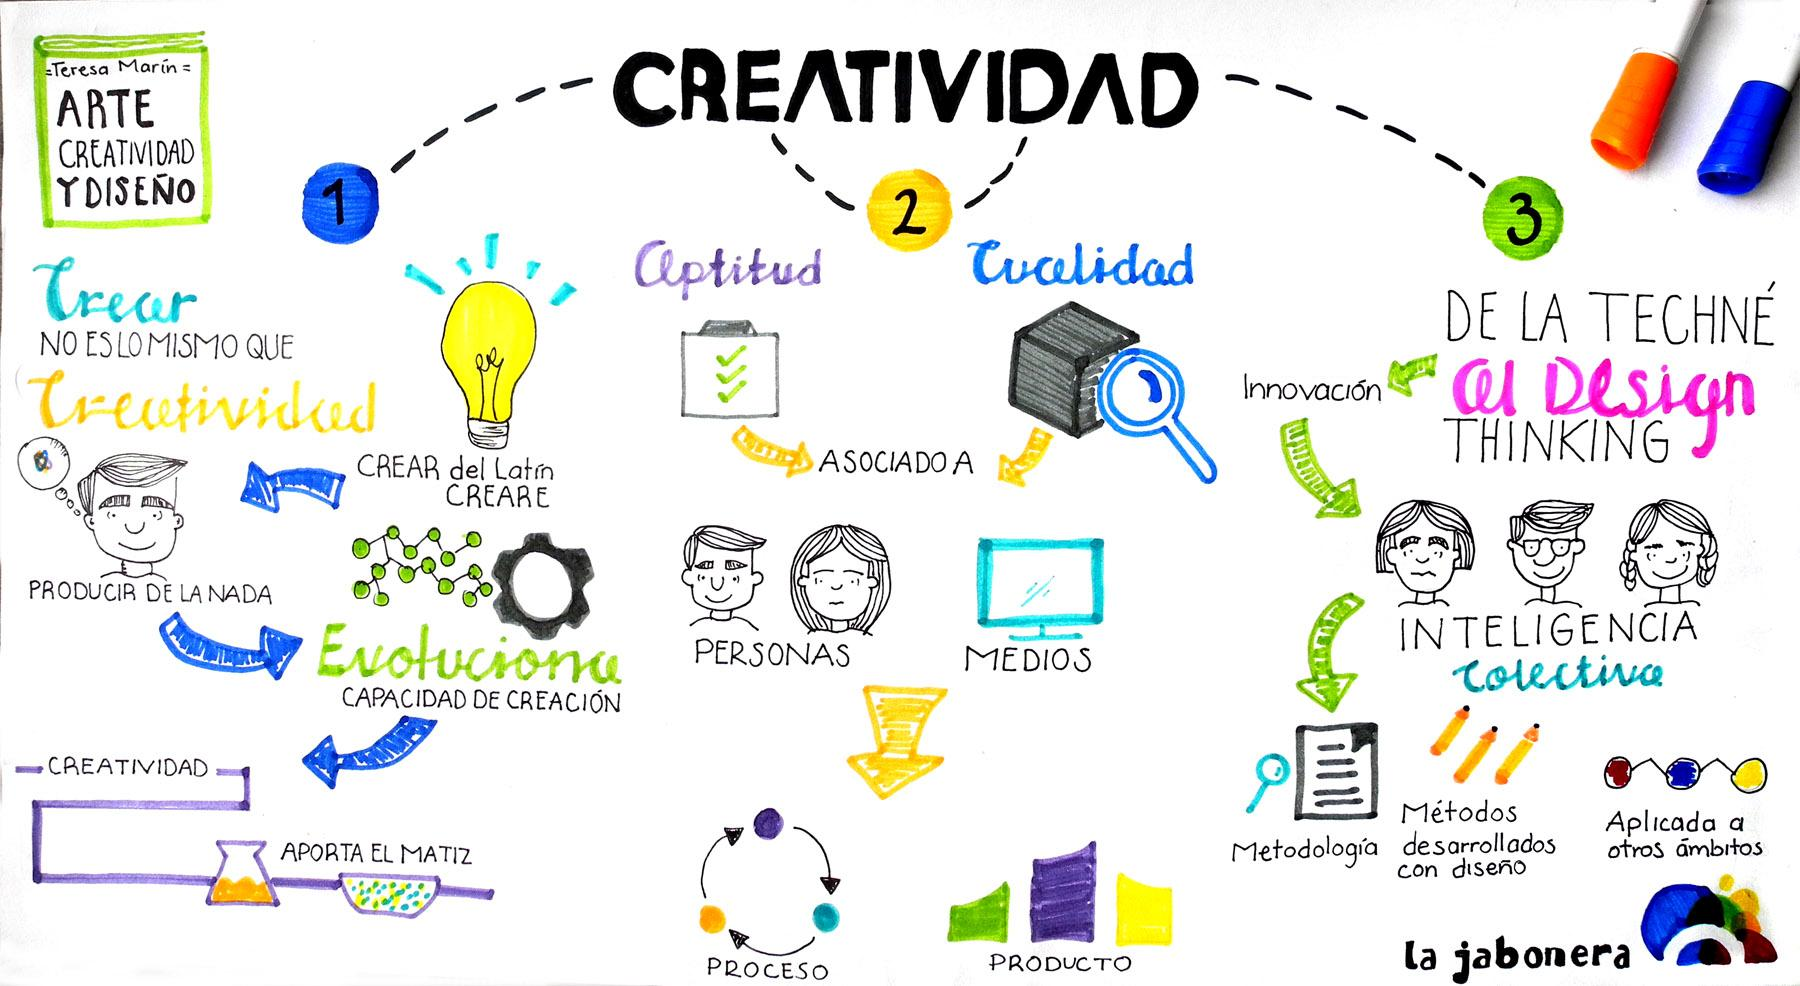 =Teresa Marín=
ARTE
CREATIVIDAD
Y DISEÑO
CREATIVIDAD
1
Crear
NO ES LO MISMO QUE
Creatividad
CREAR del Latín
CREARE
PRODUCIR DE LA NADA
Evoluciona
CAPACIDAD DE CREACIÓN
CREATIVIDAD
APORTA EL MATIZ
2
Aptitud
Cualidad
ASOCIADO A
PERSONAS
MEDIOS
PROCESO
PRODUCTO
3
DE LA TECHNÉ
al Design
THINKING
Innovación
INTELIGENCIA
Colectiva
Metodología
Métodos
desarrollados
con diseño
Aplicada a
otros ámbitos
la jabonera